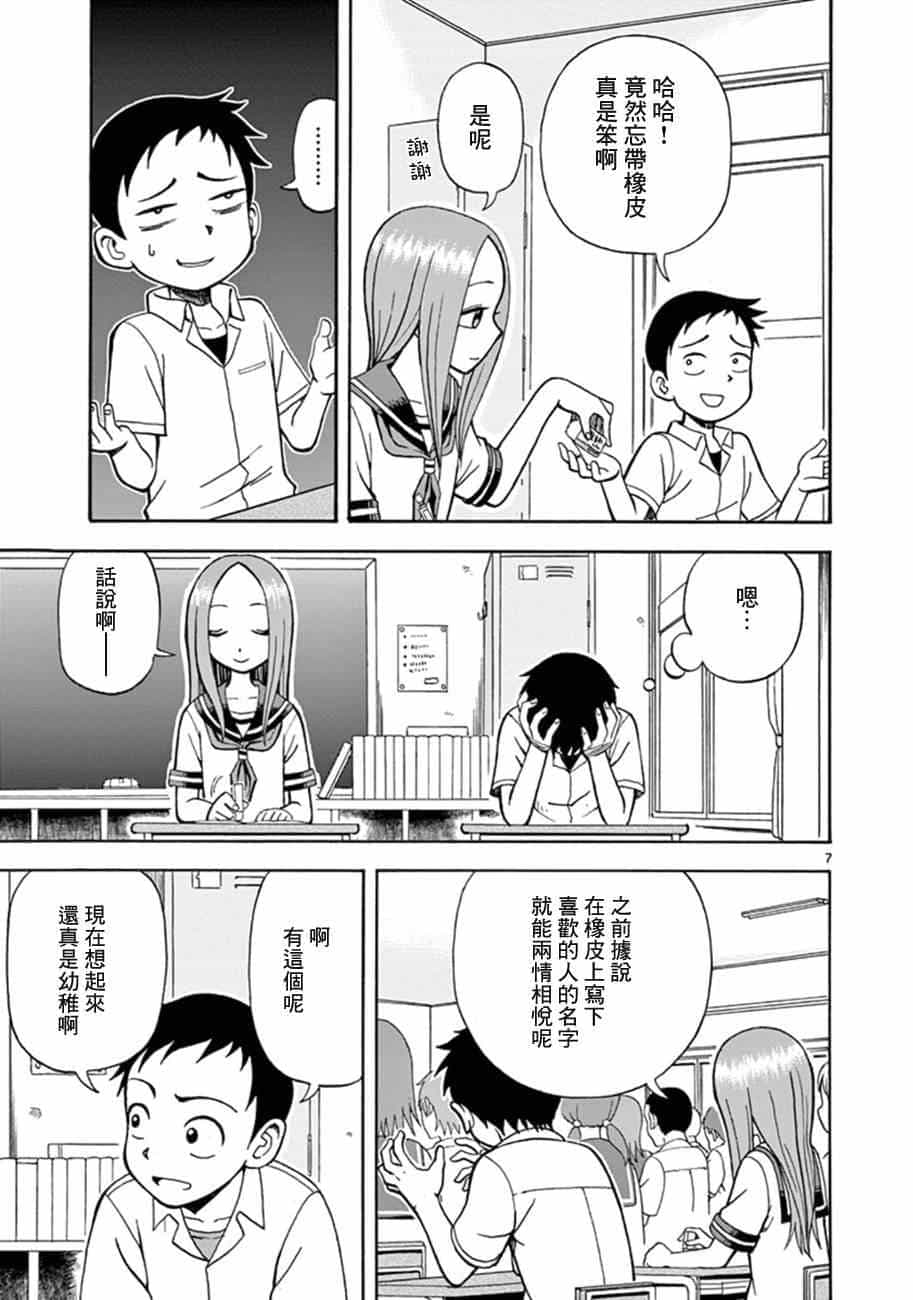 哈哈！
竟然忘帶橡皮
真是笨啊
是呢
謝謝
………
嗯…
話說啊──
7
之前據說
在橡皮上寫下
喜歡的人的名字
就能兩情相悅呢
啊
有這個呢
現在想起來
還真是幼稚啊